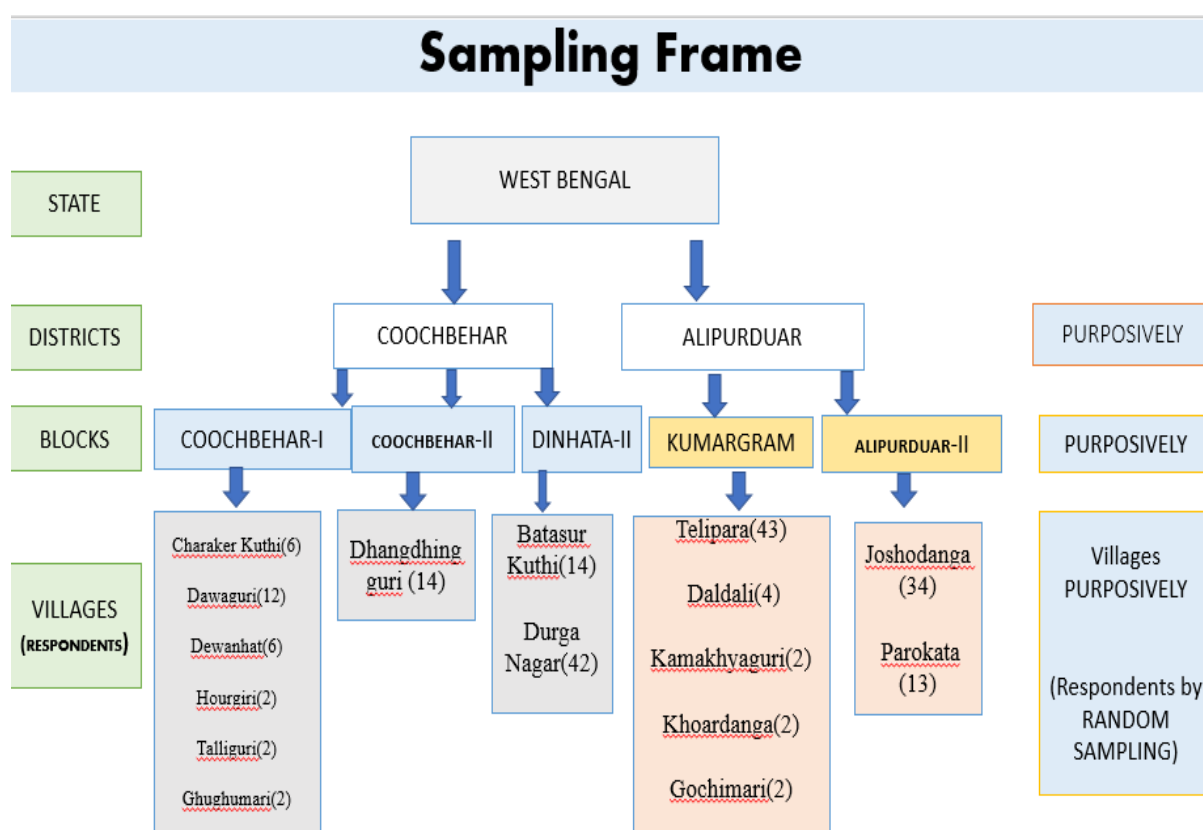 Sampling Frame
STATE
WEST BENGAL
DISTRICTS
COOCHBEHAR
ALIPURDUAR
PURPOSIVELY
BLOCKS
COOCHBEHAR-I
COOCHBEHAR-II
DINHATA-II
KUMARGRAM
ALIPURDUAR-II
PURPOSIVELY
VILLAGES
(RESPONDENTS)
Charaker Kuthi(6)
Dawaguri(12)
Dewanhat(6)
Hourgiri(2)
Talliguri(2)
Ghughumari(2)
Dhangdhing
guri (14)
Batasur
Kuthi(14)
Durga
Nagar(42)
Telipara(43)
Daldali(4)
Kamakhyaguri(2)
Khoardanga(2)
Gochimari(2)
Joshodanga
(34)
Parokata
(13)
Villages
PURPOSIVELY
(Respondents by
RANDOM
SAMPLING)